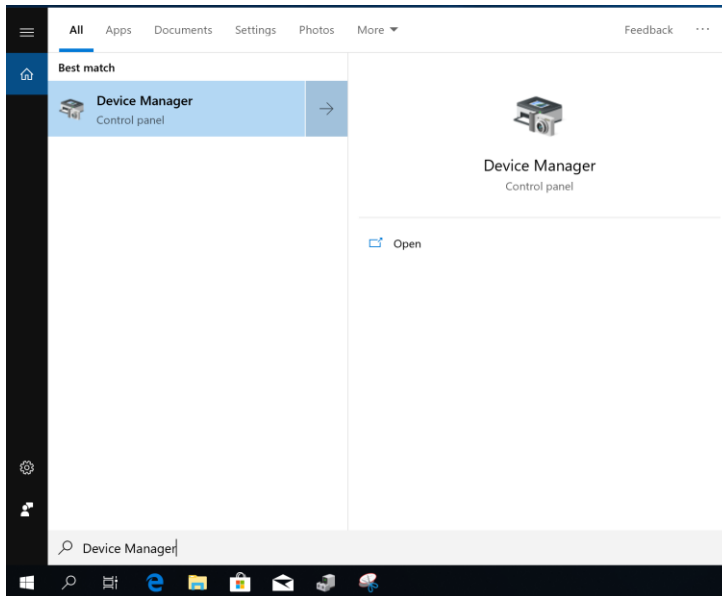 All Apps Documents Settings Photos More Feedback ...
Best match
Device Manager
Control panel
Device Manager
Control panel
Open
Device Manager